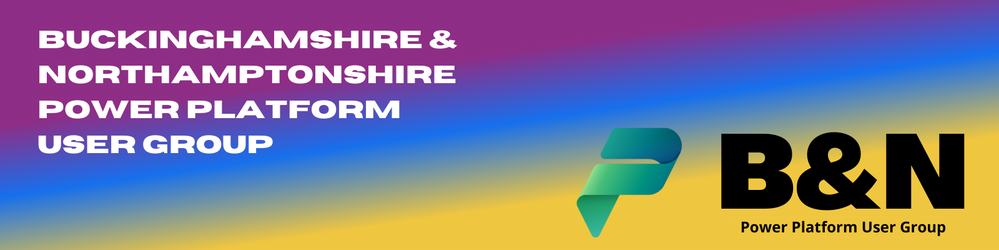 BUCKINGHAMSHIRE &
NORTHAMPTONSHIRE
POWER PLATFORM
USER GROUP
B&N
Power Platform User Group